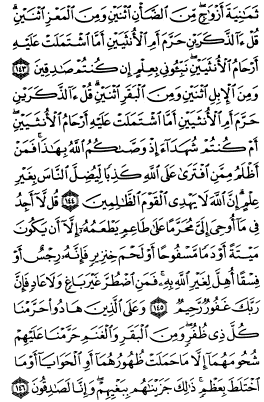 ثَمَٰنِيَةَ أَزْوَٰجٍ مِّنَ ٱلضَّأْنِ ٱثْنَيْنِ وَمِنَ ٱلْمَعْزِ ٱثْنَيْنِ
قُلْ ءَآلذَّكَرَيْنِ حَرَّمَ أَمِ ٱلْأُنثَيَيْنِ أَمَّا ٱشْتَمَلَتْ عَلَيْهِ
أَرْحَامُ ٱلْأُنثَيَيْنِ نَبِّـُٔونِى بِعِلْمٍ إِن كُنتُمْ صَٰدِقِينَ ١٤٣
وَمِنَ ٱلْإِبِلِ ٱثْنَيْنِ وَمِنَ ٱلْبَقَرِ ٱثْنَيْنِ قُلْ ءَآلذَّكَرَيْنِ
حَرَّمَ أَمِ ٱلْأُنثَيَيْنِ أَمَّا ٱشْتَمَلَتْ عَلَيْهِ أَرْحَامُ ٱلْأُنثَيَيْنِ
أَمْ كُنتُمْ شُهَدَآءَ إِذْ وَصَّىٰكُمُ ٱللَّهُ بِهَٰذَا فَمَنْ
أَظْلَمُ مِمَّنِ ٱفْتَرَىٰ عَلَى ٱللَّهِ كَذِبًا لِّيُضِلَّ ٱلنَّاسَ بِغَيْرِ
عِلْمٍ إِنَّ ٱللَّهَ لَا يَهْدِى ٱلْقَوْمَ ٱلظَّٰلِمِينَ ١٤٤ قُل لَّآ أَجِدُ
فِى مَآ أُوحِىَ إِلَىَّ مُحَرَّمًا عَلَىٰ طَاعِمٍ يَطْعَمُهُۥٓ إِلَّآ أَن يَكُونَ
مَيْتَةً أَوْ دَمًا مَّسْفُوحًا أَوْ لَحْمَ خِنزِيرٍ فَإِنَّهُۥ رِجْسٌ أَوْ
فِسْقًا أُهِلَّ لِغَيْرِ ٱللَّهِ بِهِۦ فَمَنِ ٱضْطُرَّ غَيْرَ بَاغٍ وَلَا عَادٍ فَإِنَّ
رَبَّكَ غَفُورٌ رَّحِيمٌ ١٤٥ وَعَلَى ٱلَّذِينَ هَادُوا۟ حَرَّمْنَا
كُلَّ ذِى ظُفُرٍ وَمِنَ ٱلْبَقَرِ وَٱلْغَنَمِ حَرَّمْنَا عَلَيْهِمْ
شُحُومَهُمَآ إِلَّا مَا حَمَلَتْ ظُهُورُهُمَآ أَوِ ٱلْحَوَايَآ أَوْ مَا
ٱخْتَلَطَ بِعَظْمٍ ذَٰلِكَ جَزَيْنَٰهُم بِبَغْيِهِمْ وَإِنَّا لَصَٰدِقُونَ ١٤٦